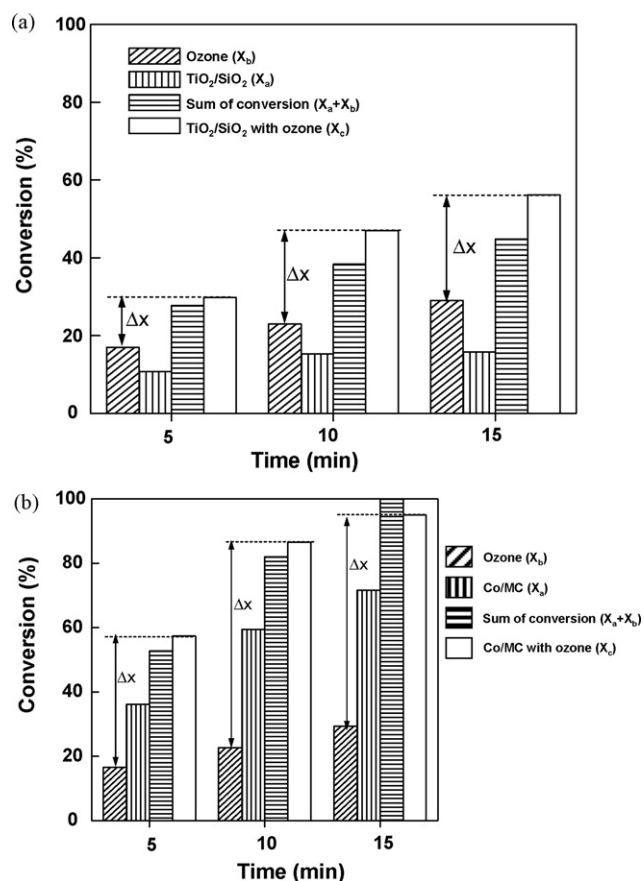 (a)
100
80
60
40
20
0
Conversion (%)
Ozone (Xb)
TiO2/SiO2 (Xa)
Sum of conversion (Xa+Xb)
TiO2/SiO2 with ozone (Xc)
Δx
Δx
Δx
5 10 15
Time (min)
(b)
100
80
60
40
20
0
Conversion (%)
Δx
Δx
Δx
Ozone (Xb)
Co/MC (Xa)
Sum of conversion (Xa+Xb)
Co/MC with ozone (Xc)
5 10 15
Time (min)